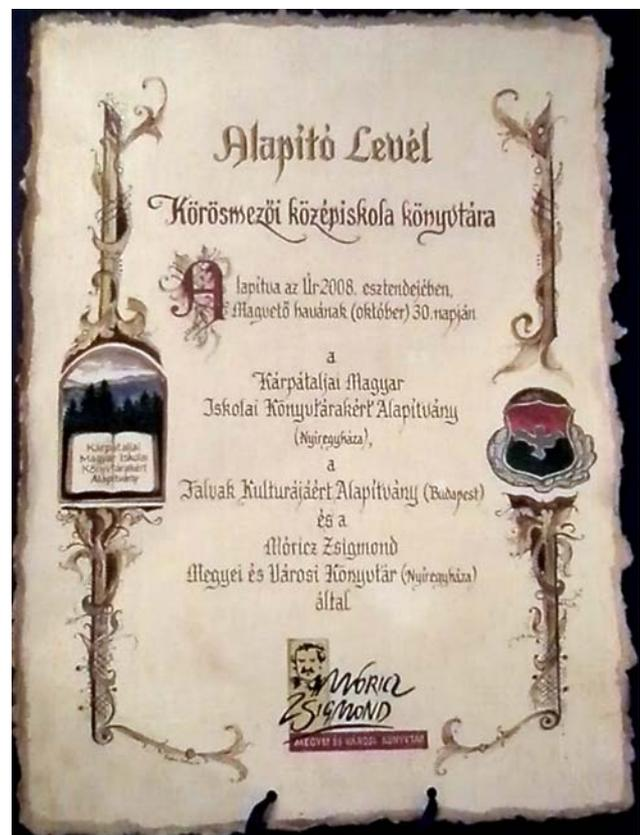 Alapító Levél
Körösmezői középiskola könyvtára
Alapítva az Úr 2008. esztendejében,
Magvető havának (október) 30. napján
a
Kárpátaljai Magyar
Iskolai Könyvtárakért Alapítvány
(Nyíregyháza),
a
Falvak Kultúrájáért Alapítvány (Budapest)
és a
Móricz Zsigmond
Megyei és Városi Könyvtár (Nyíregyháza)
által
Kárpátaljai
Magyar Iskolai
Könyvtárakért
Alapítvány
MÓRICZ
ZSIGMOND
MEGYEI ÉS VÁROSI KÖNYVTÁR